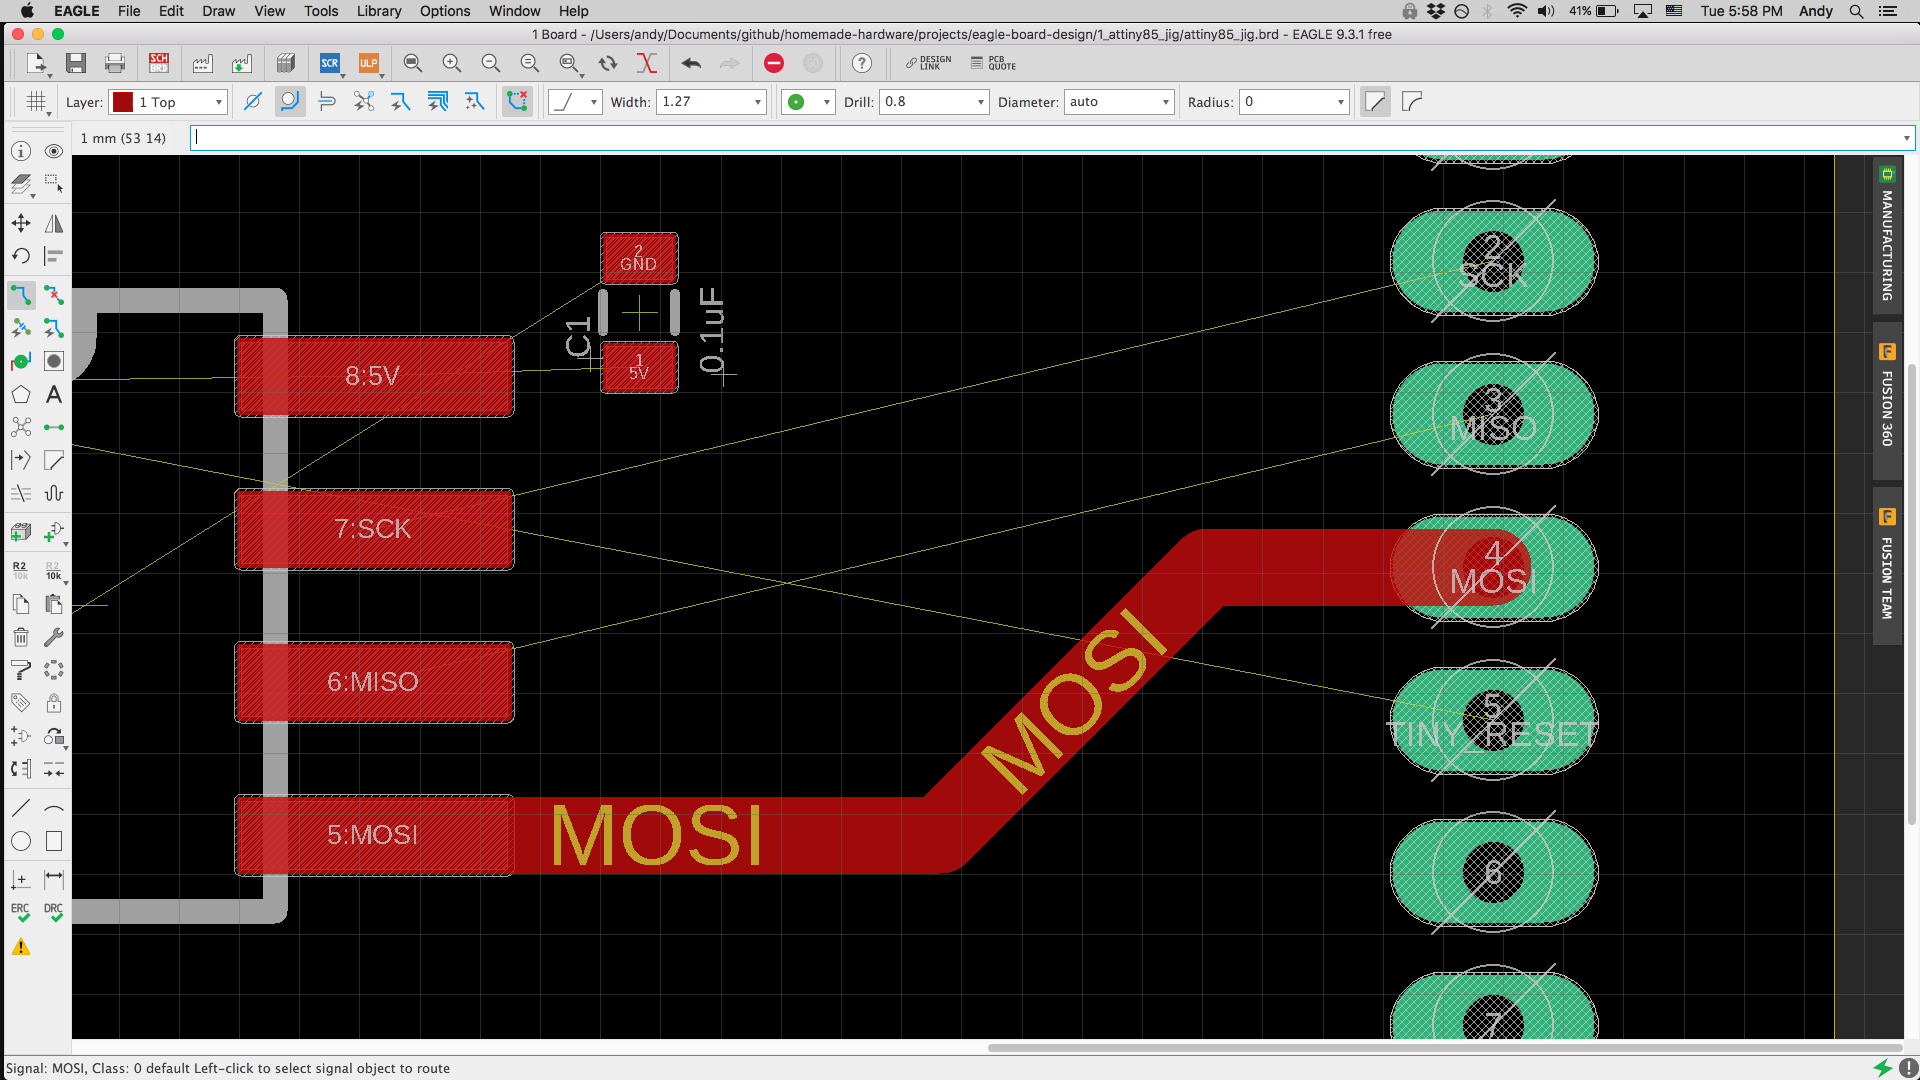 EAGLE File Edit Draw View Tools Library Options Window Help 41% Tue 5:58 PM Andy
1 Board - /Users/andy/Documents/github/homemade-hardware/projects/eagle-board-design/1_attiny85_jig/attiny85_jig.brd - EAGLE 9.3.1 free
SCH
BRD
SCR
ULP
DESIGN
LINK
PCB
QUOTE
Layer: 1 Top Width: 1.27 Drill: 0.8 Diameter: auto Radius: 0
1 mm (53 14)
2
GND
C1
0.1uF
1
5V
8:5V
7:SCK
6:MISO
5:MOSI
MOSI
MOSI
2
SCK
3
MISO
4
MOSI
5
TINY_RESET
6
7
MANUFACTURING
FUSION 360
FUSION TEAM
A
R2
10k
R2
10k
ERC
DRC
Signal: MOSI, Class: 0 default Left-click to select signal object to route